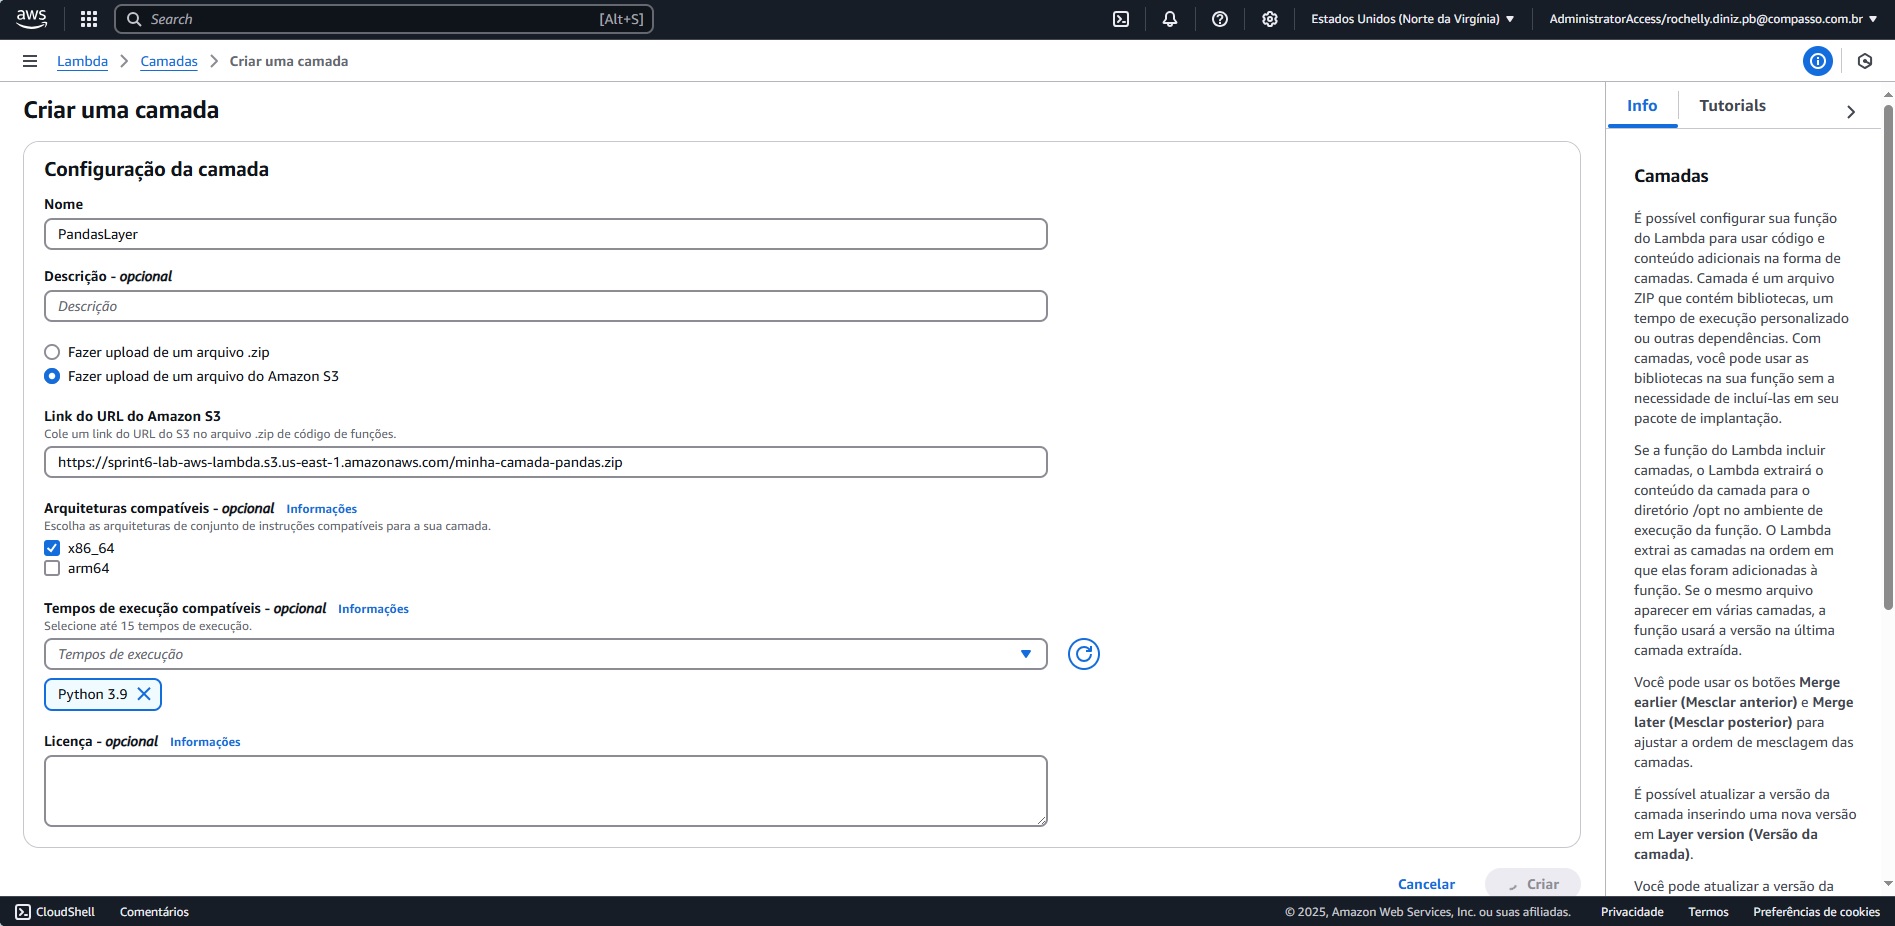 aws
Search
[Alt+S]
Estados Unidos (Norte da Virgínia)
AdministratorAccess/rochelly.diniz.pb@compasso.com.br
Lambda
Camadas
Criar uma camada
Criar uma camada
Configuração da camada
Nome
PandasLayer
Descrição - opcional
Descrição
Fazer upload de um arquivo .zip
Fazer upload de um arquivo do Amazon S3
Link do URL do Amazon S3
Cole um link do URL do S3 no arquivo .zip de código de funções.
https://sprint6-lab-aws-lambda.s3.us-east-1.amazonaws.com/minha-camada-pandas.zip
Arquiteturas compatíveis - opcional Informações
Escolha as arquiteturas de conjunto de instruções compatíveis para a sua camada.
x86_64
arm64
Tempos de execução compatíveis - opcional Informações
Selecione até 15 tempos de execução.
Tempos de execução
Python 3.9
Licença - opcional Informações
Cancelar
Criar
Info
Tutorials
Camadas
É possível configurar sua função
do Lambda para usar código e
conteúdo adicionais na forma de
camadas. Camada é um arquivo
ZIP que contém bibliotecas, um
tempo de execução personalizado
ou outras dependências. Com
camadas, você pode usar as
bibliotecas na sua função sem a
necessidade de incluí-las em seu
pacote de implantação.
Se a função do Lambda incluir
camadas, o Lambda extrairá o
conteúdo da camada para o
diretório /opt no ambiente de
execução da função. O Lambda
extrai as camadas na ordem em
que elas foram adicionadas à
função. Se o mesmo arquivo
aparecer em várias camadas, a
função usará a versão na última
camada extraída.
Você pode usar os botões Merge
earlier (Mesclar anterior) e Merge
later (Mesclar posterior) para
ajustar a ordem de mesclagem das
camadas.
É possível atualizar a versão da
camada inserindo uma nova versão
em Layer version (Versão da
camada).
Você pode atualizar a versão da
CloudShell
Comentários
© 2025, Amazon Web Services, Inc. ou suas afiliadas.
Privacidade
Termos
Preferências de cookies